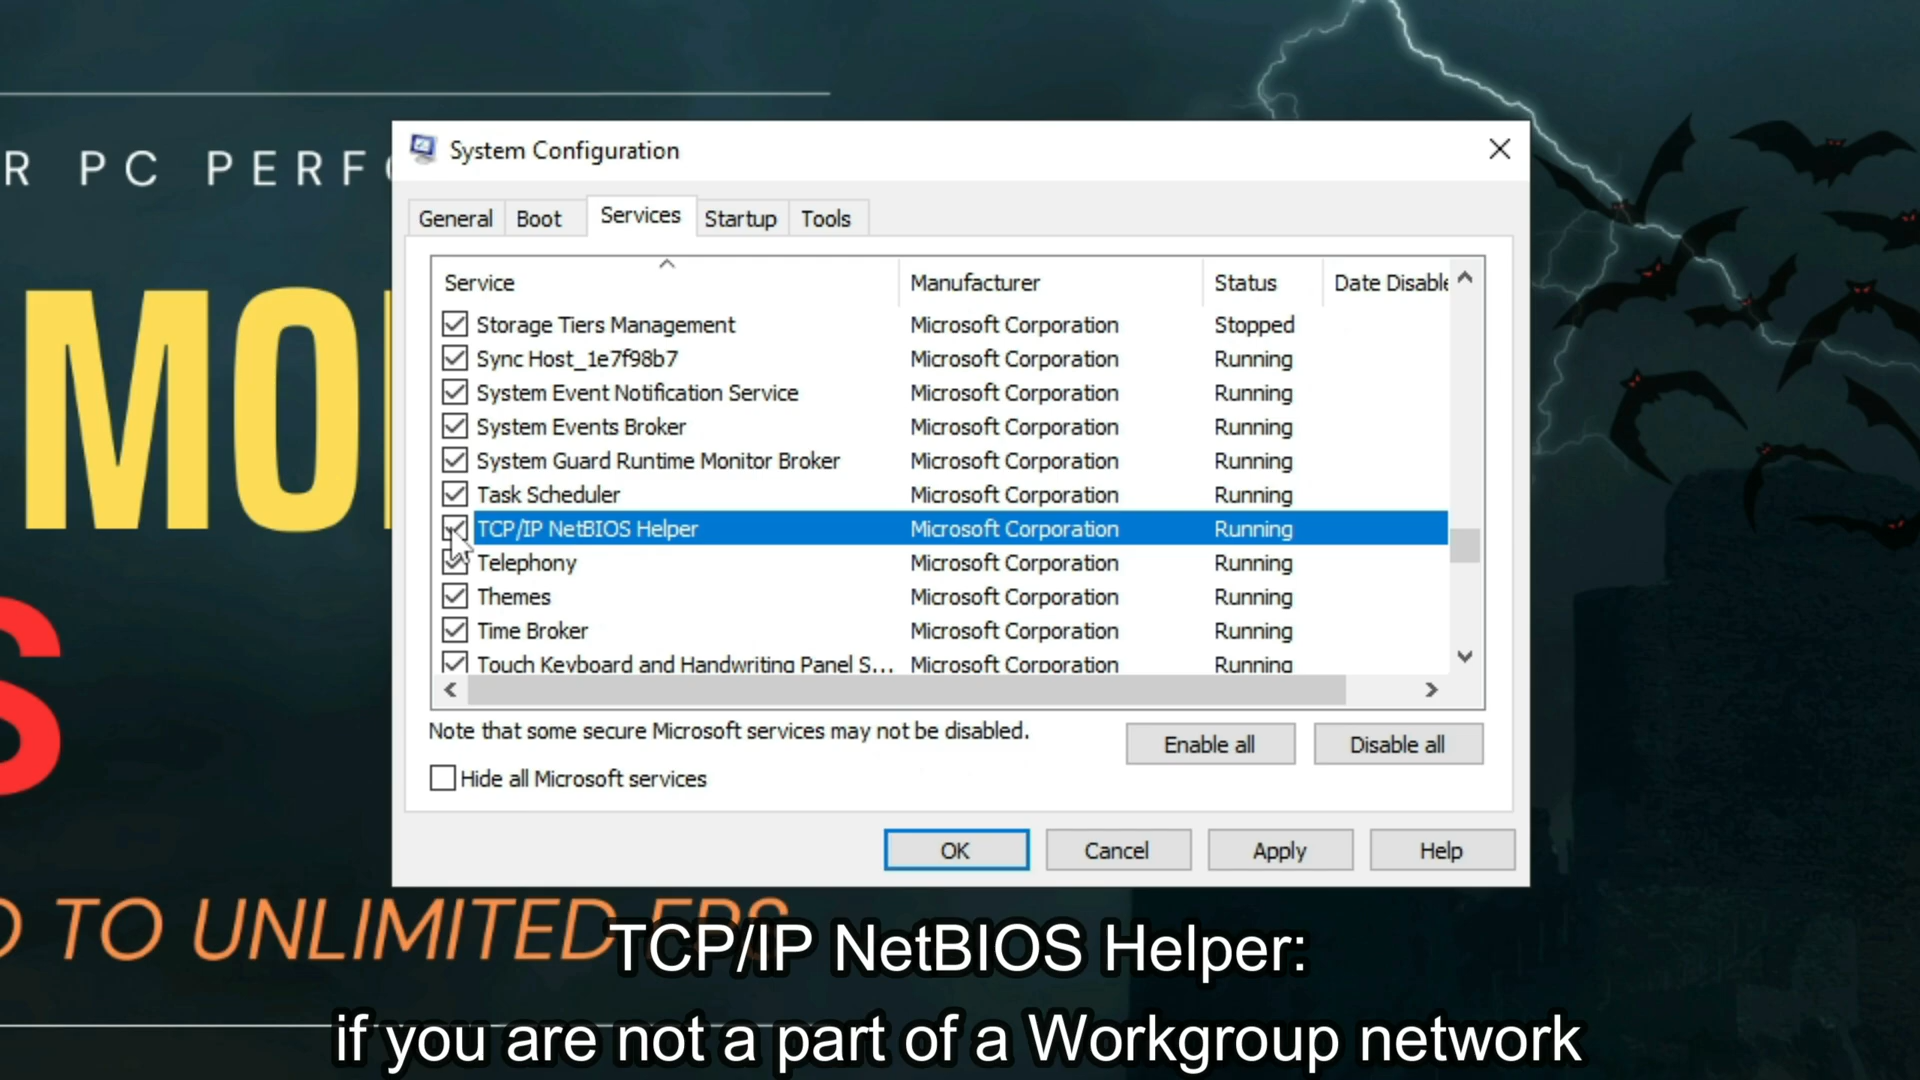 R PC PERF
MO
S
O TO UNLIMITED FPS
System Configuration
General Boot Services Startup Tools
Service Manufacturer Status Date Disable
Storage Tiers Management Microsoft Corporation Stopped
Sync Host_1e7f98b7 Microsoft Corporation Running
System Event Notification Service Microsoft Corporation Running
System Events Broker Microsoft Corporation Running
System Guard Runtime Monitor Broker Microsoft Corporation Running
Task Scheduler Microsoft Corporation Running
TCP/IP NetBIOS Helper Microsoft Corporation Running
Telephony Microsoft Corporation Running
Themes Microsoft Corporation Running
Time Broker Microsoft Corporation Running
Touch Keyboard and Handwriting Panel S... Microsoft Corporation Running
Note that some secure Microsoft services may not be disabled.
Enable all Disable all
Hide all Microsoft services
OK Cancel Apply Help
TCP/IP NetBIOS Helper:
if you are not a part of a Workgroup network